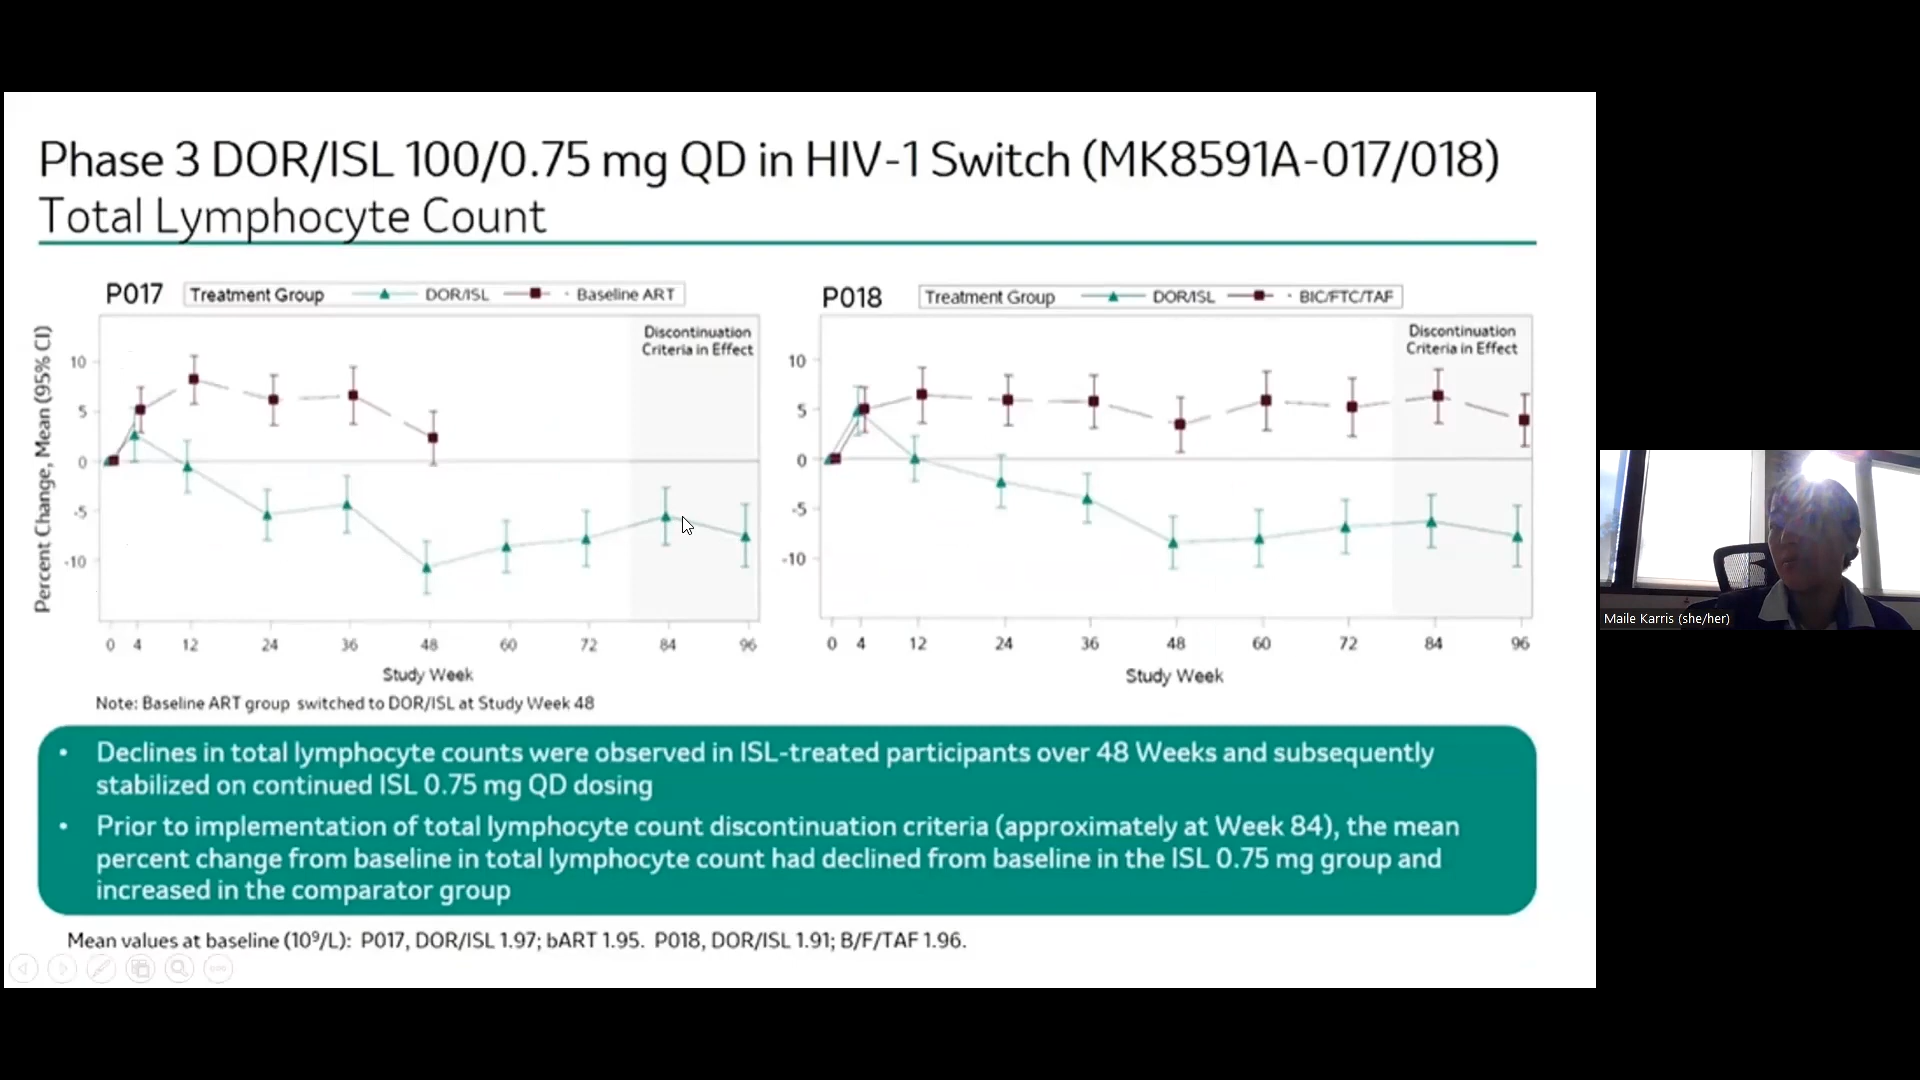 Phase 3 DOR/ISL 100/0.75 mg QD in HIV-1 Switch (MK8591A-017/018)
Total Lymphocyte Count
P017
Treatment Group
DOR/ISL
Baseline ART
Percent Change, Mean (95% CI)
Discontinuation
Criteria in Effect
10
5
0
-5
-10
0 4 12 24 36 48 60 72 84 96
Study Week
Note: Baseline ART group switched to DOR/ISL at Study Week 48
P018
Treatment Group
DOR/ISL
BIC/FTC/TAF
Discontinuation
Criteria in Effect
10
5
0
-5
-10
0 4 12 24 36 48 60 72 84 96
Study Week
• Declines in total lymphocyte counts were observed in ISL-treated participants over 48 Weeks and subsequently
stabilized on continued ISL 0.75 mg QD dosing
• Prior to implementation of total lymphocyte count discontinuation criteria (approximately at Week 84), the mean
percent change from baseline in total lymphocyte count had declined from baseline in the ISL 0.75 mg group and
increased in the comparator group
Mean values at baseline (10⁹/L): P017, DOR/ISL 1.97; bART 1.95. P018, DOR/ISL 1.91; B/F/TAF 1.96.
Maile Karris (she/her)